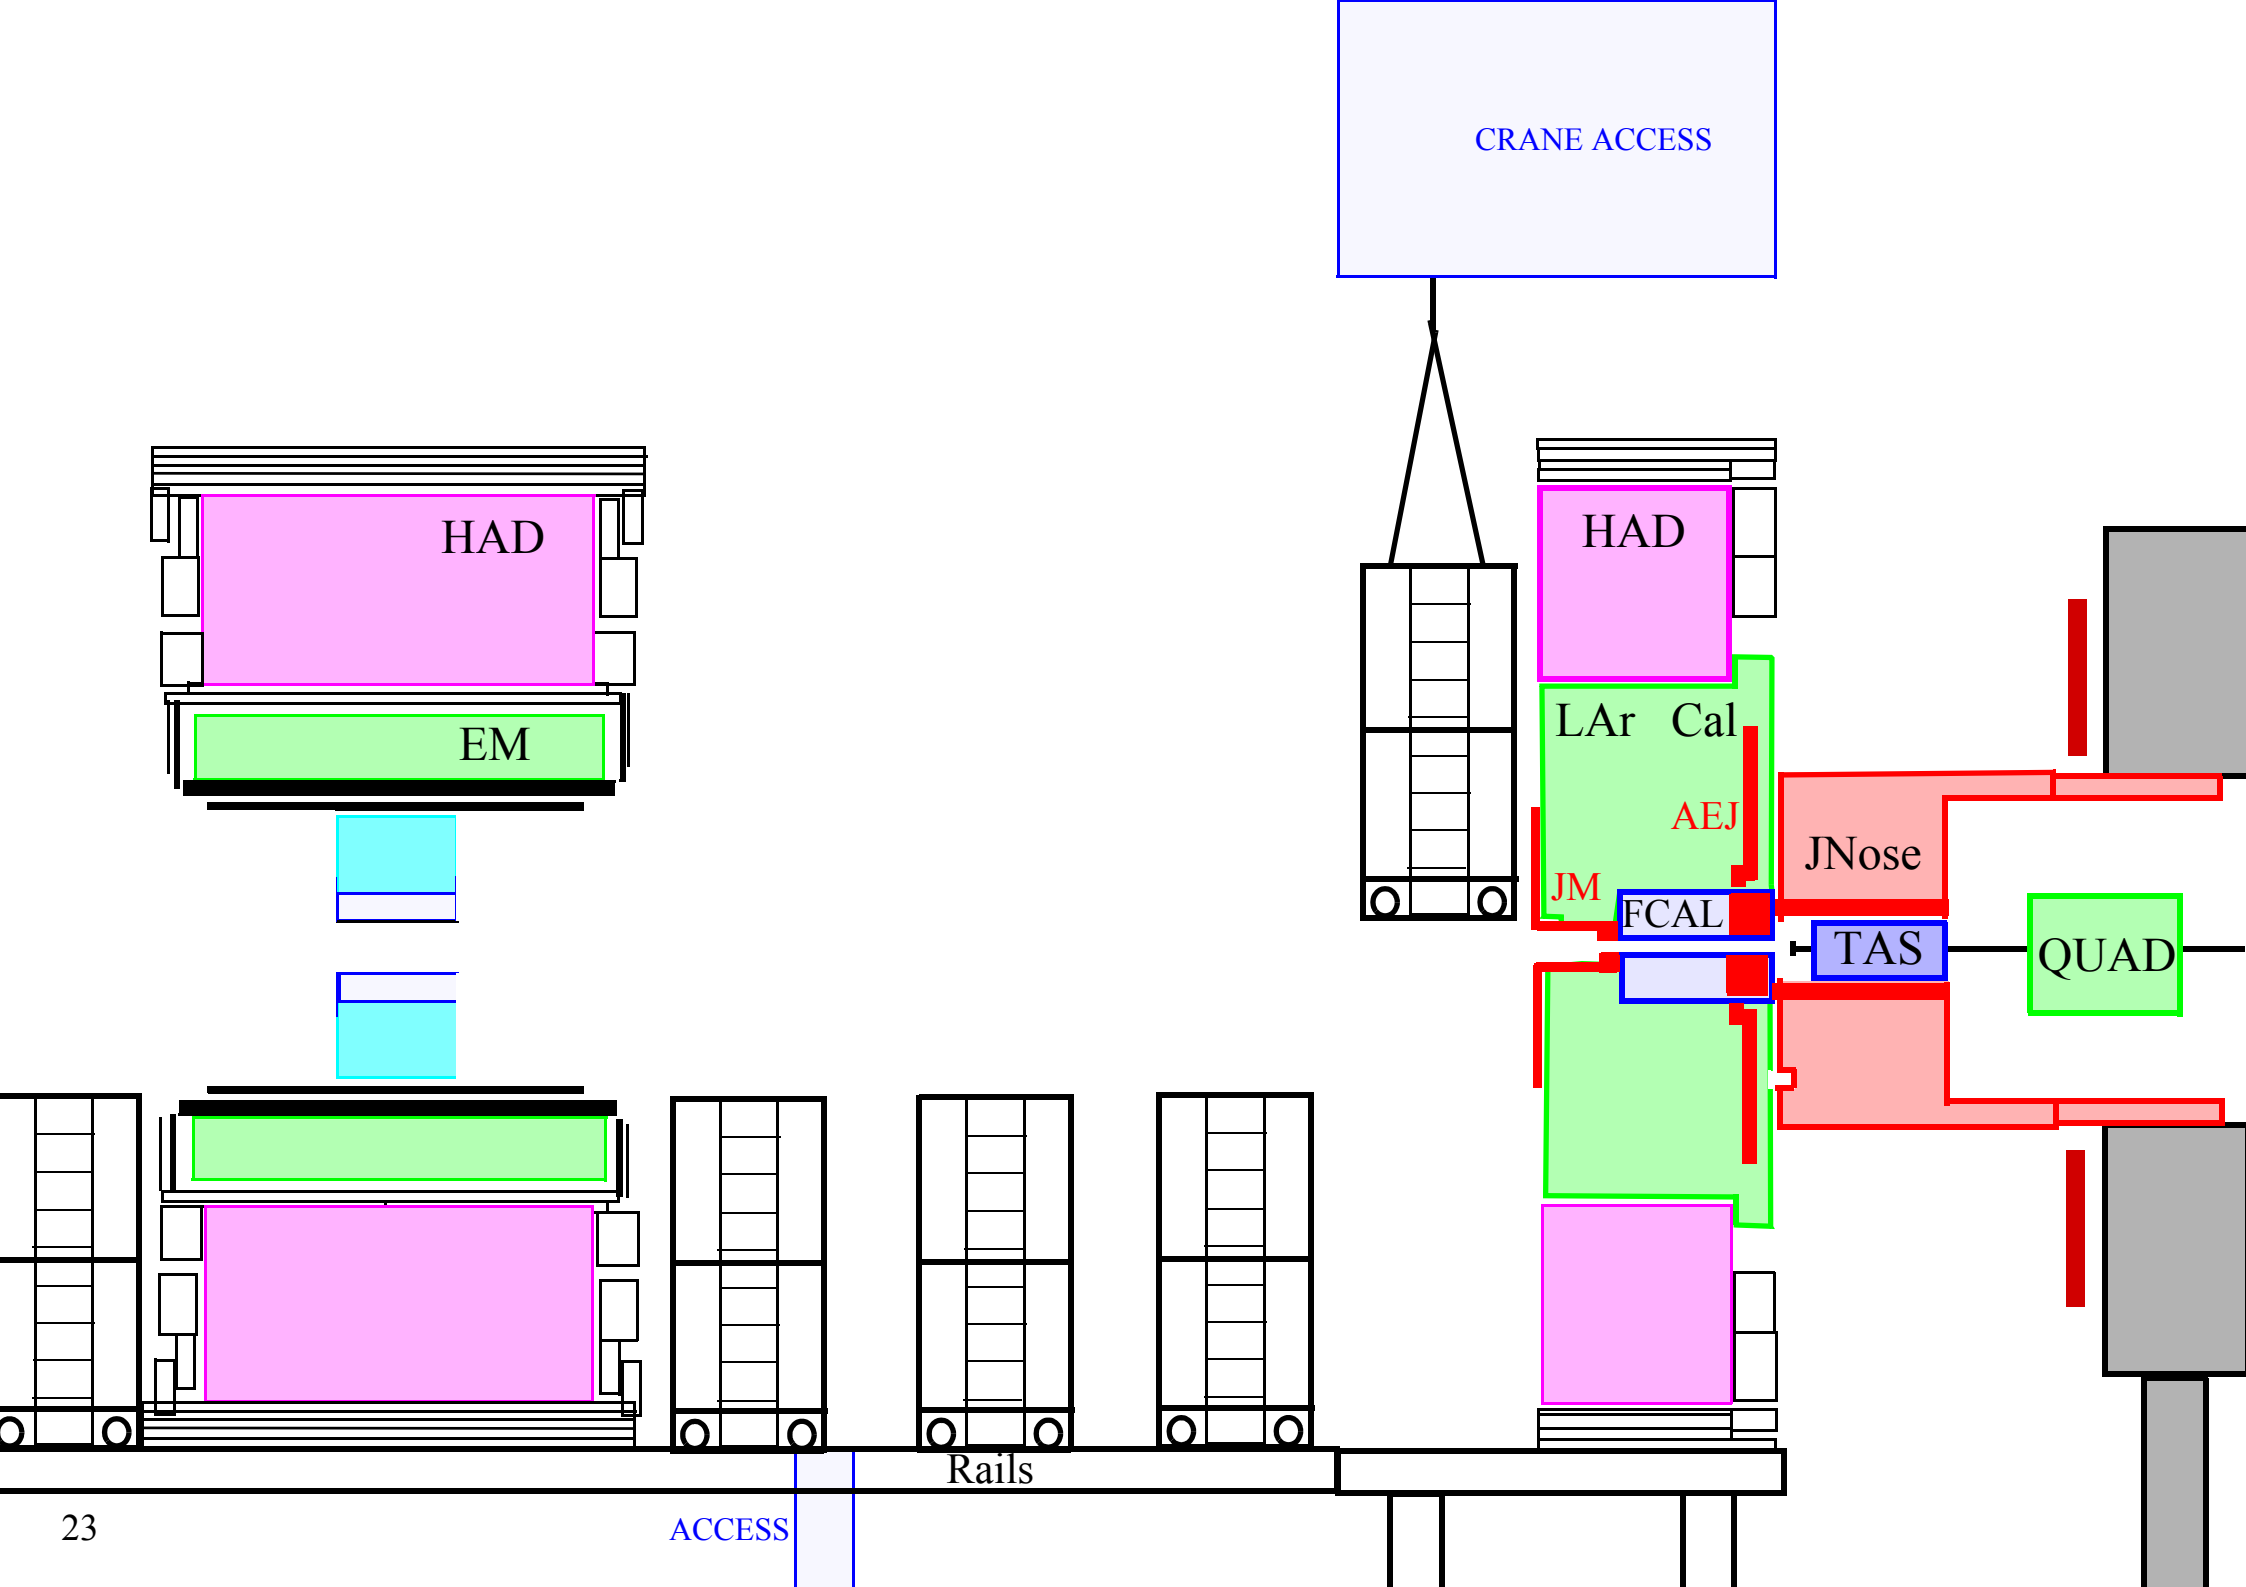 CRANE ACCESS
HAD
HAD
LAr Cal
EM
AEJ
JNose
JM
FCAL
TAS
QUAD
Rails
23
ACCESS